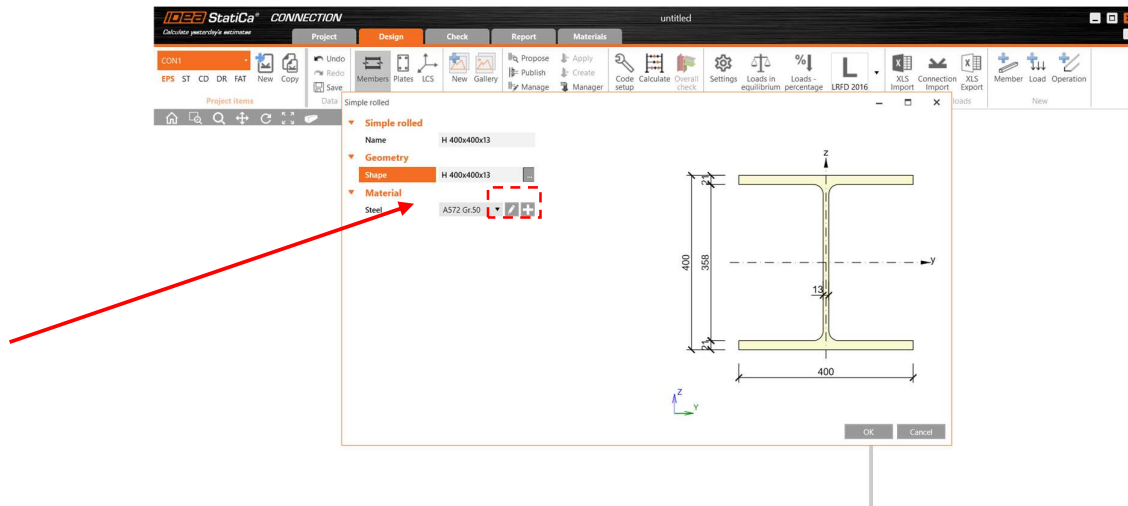 IDEA StatiCa® CONNECTION
untitled
Calculate yesterday's estimates
Project Design Check Report Materials
CON1
EPS ST CD DR FAT
New Copy
Project items
Undo
Redo
Save
Data
Members Plates LCS
New Gallery
Propose
Publish
Manage
Apply
Create
Manager
Code setup
Calculate
Overall check
Settings
Loads in equilibrium
Loads - percentage
L
LRFD 2016
XLS Import
Connection Import
XLS Export
oads
Member Load Operation
New
Simple rolled
Simple rolled
Name H 400x400x13
Geometry
Shape H 400x400x13 ...
Material
Steel A572 Gr.50
z
21
400
358
y
13
21
400
Z
Y
OK Cancel